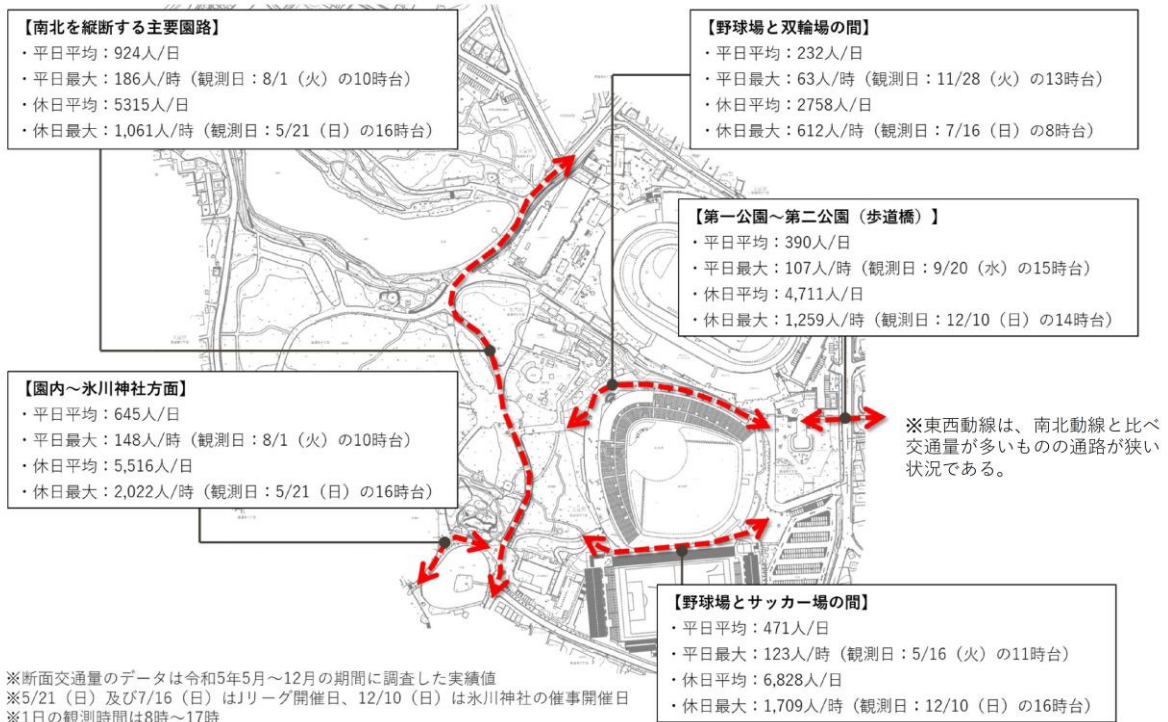 【南北を縦断する主要園路】
・平日平均：924人/日
・平日最大：186人/時（観測日：8/1（火）の10時台）
・休日平均：5315人/日
・休日最大：1,061人/時（観測日：5/21（日）の16時台）
【野球場と双輪場の間】
・平日平均：232人/日
・平日最大：63人/時（観測日：11/28（火）の13時台）
・休日平均：2758人/日
・休日最大：612人/時（観測日：7/16（日）の8時台）
【第一公園～第二公園（歩道橋）】
・平日平均：390人/日
・平日最大：107人/時（観測日：9/20（水）の15時台）
・休日平均：4,711人/日
・休日最大：1,259人/時（観測日：12/10（日）の14時台）
【園内～氷川神社方面】
・平日平均：645人/日
・平日最大：148人/時（観測日：8/1（火）の10時台）
・休日平均：5,516人/日
・休日最大：2,022人/時（観測日：5/21（日）の16時台）
※東西動線は、南北動線と比べ
交通量が多いものの通路が狭い
状況である。
【野球場とサッカー場の間】
・平日平均：471人/日
・平日最大：123人/時（観測日：5/16（火）の11時台）
・休日平均：6,828人/日
・休日最大：1,709人/時（観測日：12/10（日）の16時台）
※断面交通量のデータは令和5年5月～12月の期間に調査した実績値
※5/21（日）及び7/16（日）はJリーグ開催日、12/10（日）は氷川神社の催事開催日
※1日の観測時間は8時～17時